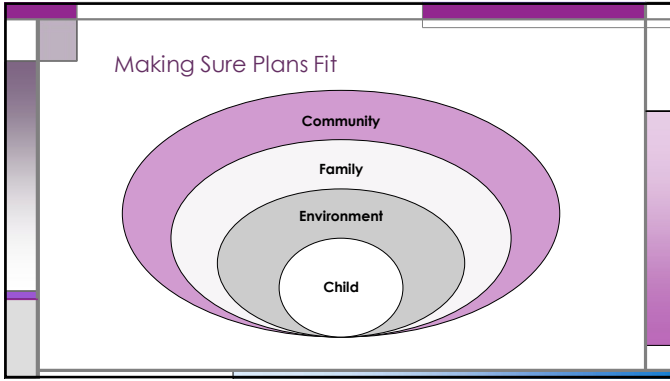 Making Sure Plans Fit
Community
Family
Environment
Child